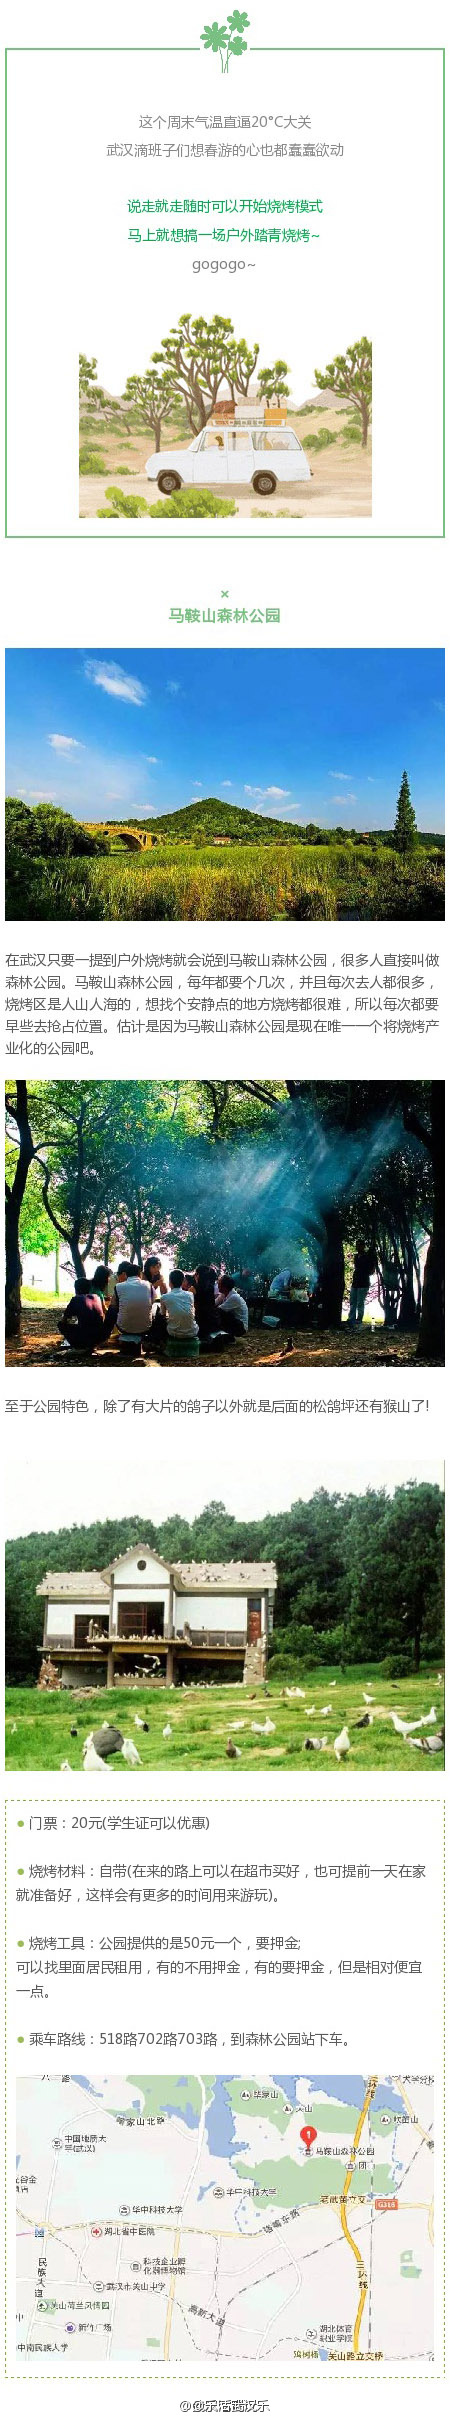 这个周末气温直逼20°C大关
武汉滴班子们想春游的心也都蠢蠢欲动
说走就走随时可以开始烧烤模式
马上就想搞一场户外踏青烧烤~
gogogo~
×
马鞍山森林公园
在武汉只要一提到户外烧烤就会说到马鞍山森林公园，很多人直接叫做
森林公园。马鞍山森林公园，每年都要个几次，并且每次去人都很多，
烧烤区是人山人海的，想找个安静点的地方烧烤都很难，所以每次都要
早些去抢占位置。估计是因为马鞍山森林公园是现在唯一一个将烧烤产
业化的公园吧。
至于公园特色，除了有大片的鸽子以外就是后面的松鸽坪还有猴山了!
● 门票：20元(学生证可以优惠)
● 烧烤材料：自带(在来的路上可以在超市买好，也可提前一天在家
就准备好，这样会有更多的时间用来游玩)。
● 烧烤工具：公园提供的是50元一个，要押金;
可以找里面居民租用，有的不用押金，有的要押金，但是相对便宜
一点。
● 乘车路线：518路702路703路，到森林公园站下车。
喻家山北路
中国地质大
学(武汉)
马鞍山森林公园
华中科技大学
华中科技大学
湖北省中医院
科技企业孵
化器博物馆
武汉市关山中学
民族大道
关山荷兰风情园
新竹广场
中南民族大学
高新大道
三环线
三环线
G316
湖北体育
职业学院
关山路立交桥